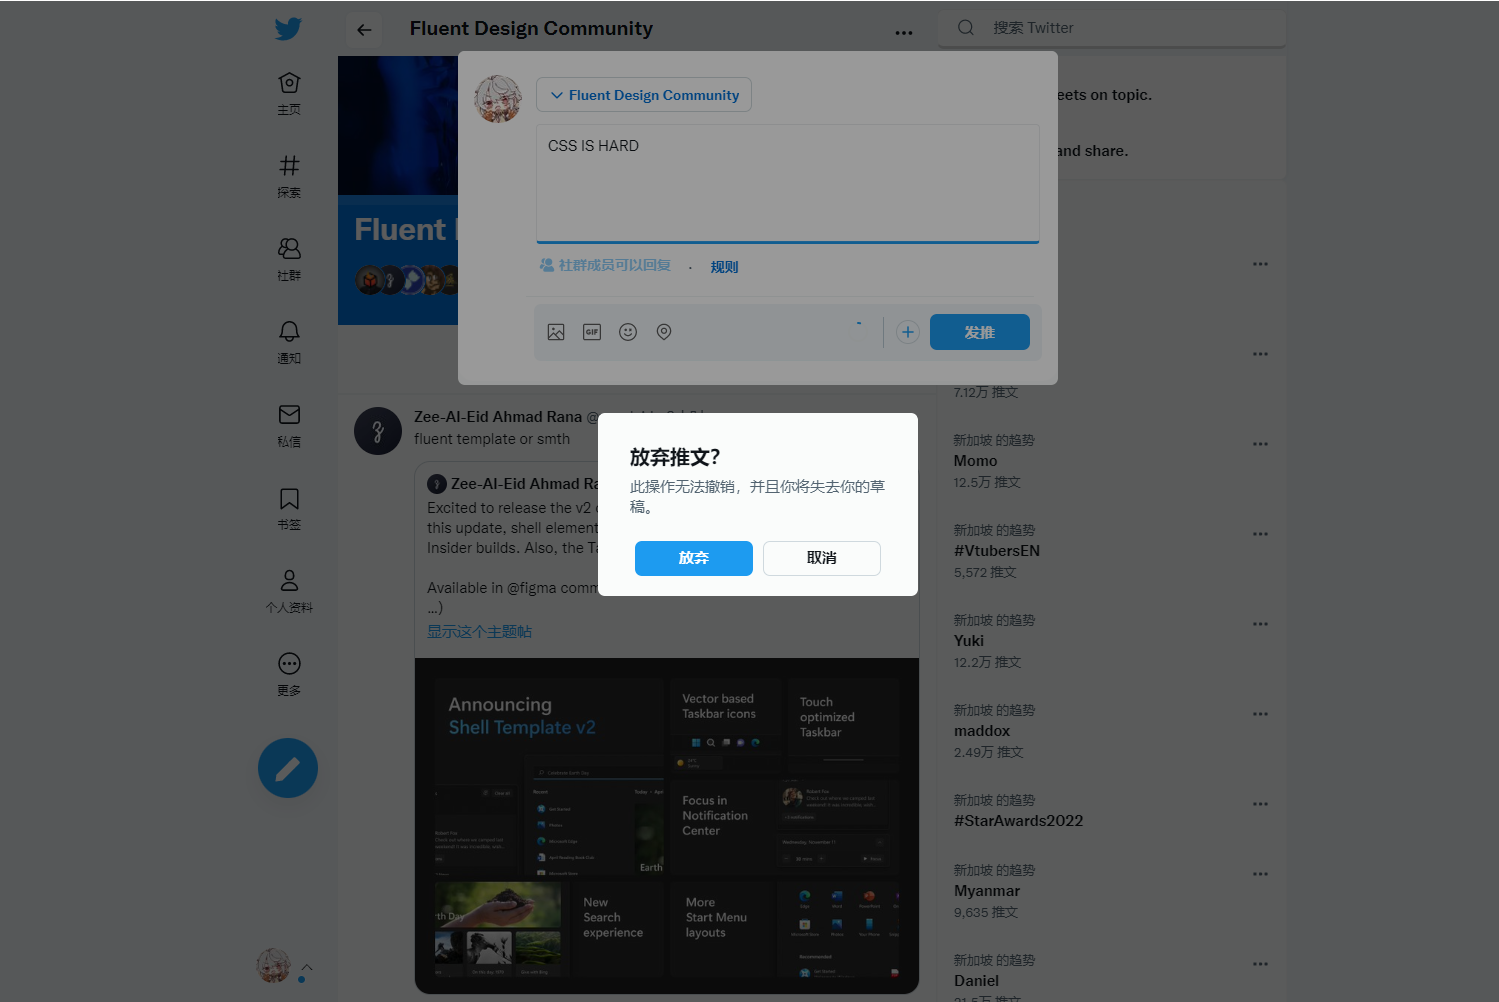 Fluent Design Community
搜索 Twitter
主页
探索
社群
通知
私信
书签
个人资料
更多
Fluent
Fluent Design Community
CSS IS HARD
社群成员可以回复 · 规则
GIF
发推
eets on topic.
and share.
放弃推文？
此操作无法撤销，并且你将失去你的草
稿。
放弃
取消
Zee-Al-Eid Ahmad Rana @
fluent template or smth
Zee-Al-Eid Ahmad Ra
Excited to release the v2
this update, shell element
Insider builds. Also, the Ta
Available in @figma comm
...)
显示这个主题帖
Announcing
Shell Template v2
Vector based
Taskbar icons
Touch
optimized
Taskbar
Focus in
Notification
Center
Earth
th Day
New
Search
experience
More
Start Menu
layouts
7.12万 推文
新加坡 的趋势
Momo
12.5万 推文
新加坡 的趋势
#VtubersEN
5,572 推文
新加坡 的趋势
Yuki
12.2万 推文
新加坡 的趋势
maddox
2.49万 推文
新加坡 的趋势
#StarAwards2022
新加坡 的趋势
Myanmar
9,635 推文
新加坡 的趋势
Daniel